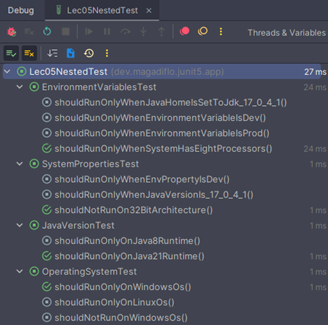 Debug Lec05NestedTest
Threads & Variables
Lec05NestedTest (dev.magadiflo.junit5.app) 27 ms
EnvironmentVariablesTest 24 ms
shouldRunOnlyWhenJavaHomeIsSetToJdk_17_0_4_1()
shouldRunOnlyWhenEnvironmentVariableIsDev()
shouldRunOnlyWhenEnvironmentVariableIsProd()
shouldRunOnlyWhenSystemHasEightProcessors() 24 ms
SystemPropertiesTest 1 ms
shouldRunOnlyWhenEnvPropertyIsDev()
shouldRunOnlyWhenJavaVersionIs_17_0_4_1()
shouldNotRunOn32BitArchitecture() 1 ms
JavaVersionTest 1 ms
shouldRunOnlyOnJava8Runtime()
shouldRunOnlyOnJava21Runtime() 1 ms
OperatingSystemTest 1 ms
shouldRunOnlyOnWindowsOs() 1 ms
shouldRunOnlyOnLinuxOs()
shouldNotRunOnWindowsOs()